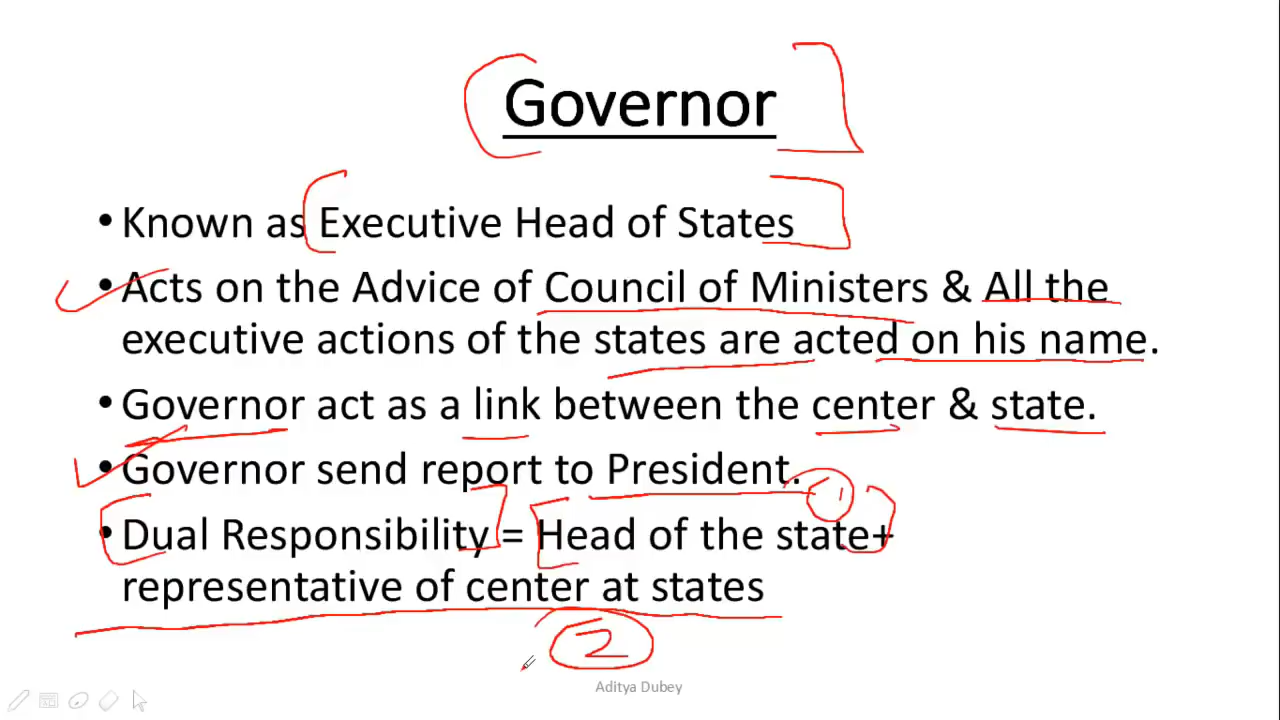 Governor
• Known as Executive Head of States
• Acts on the Advice of Council of Ministers & All the
executive actions of the states are acted on his name.
• Governor act as a link between the center & state.
• Governor send report to President.
1
• Dual Responsibility = Head of the state+
representative of center at states
2
Aditya Dubey